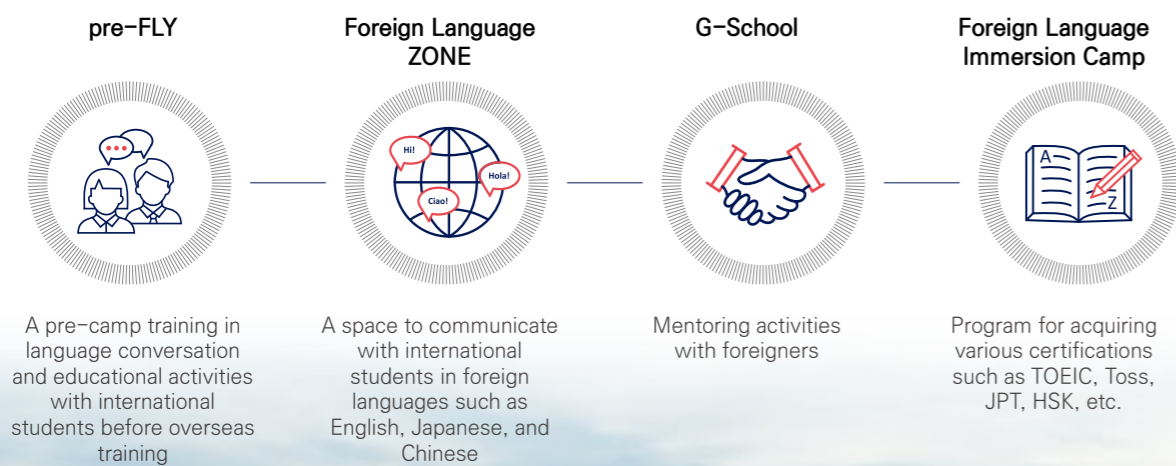 pre-FLY
Foreign Language
ZONE
G-School
Foreign Language
Immersion Camp
Hi!
Hola!
Ciao!
A
Z
A pre-camp training in
language conversation
and educational activities
with international
students before overseas
training
A space to communicate
with international
students in foreign
languages such as
English, Japanese, and
Chinese
Mentoring activities
with foreigners
Program for acquiring
various certifications
such as TOEIC, Toss,
JPT, HSK, etc.